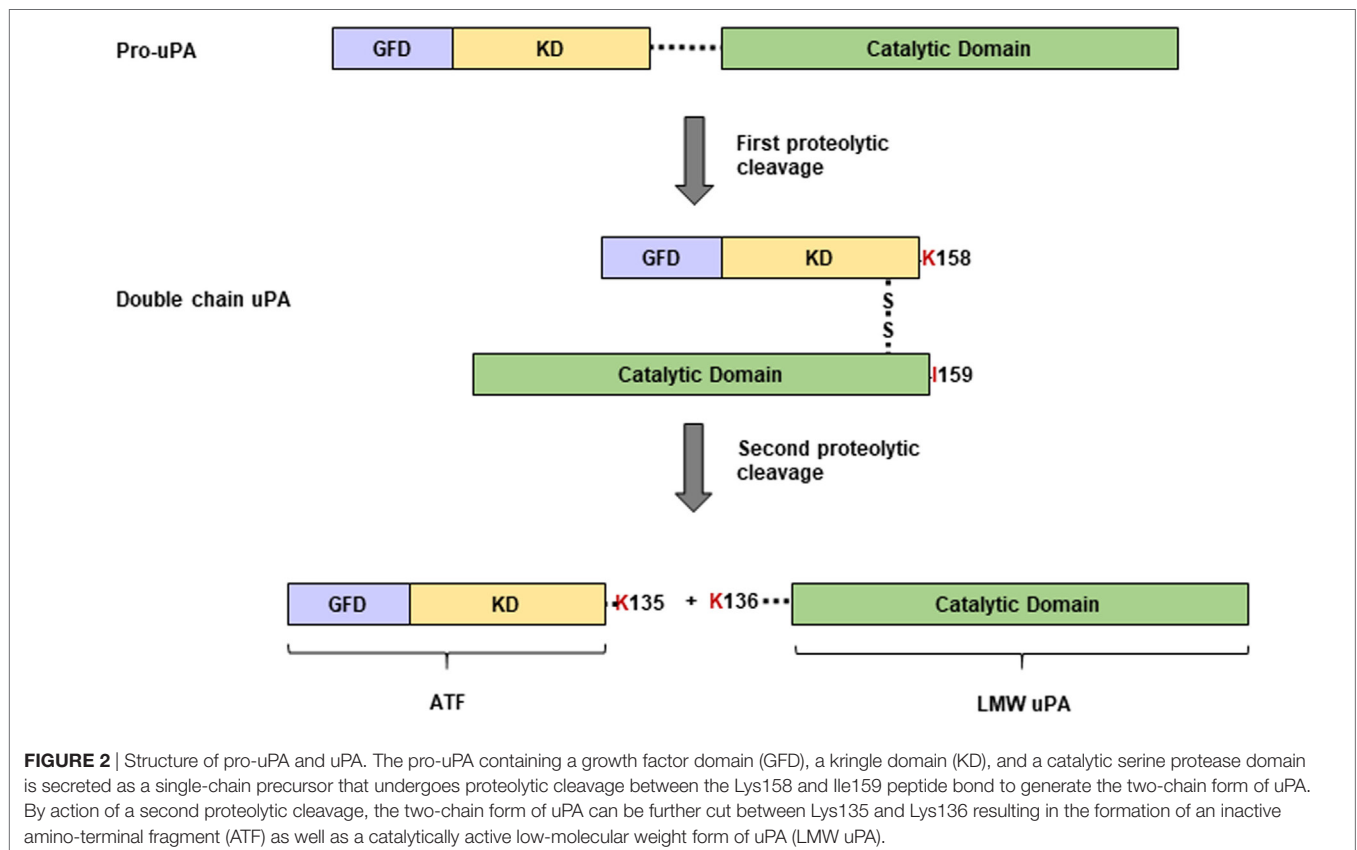 Pro-uPA GFD KD Catalytic Domain
First proteolytic
cleavage
GFD KD K158
Double chain uPA
S
S
Catalytic Domain I159
Second proteolytic
cleavage
GFD KD K135 + K136 Catalytic Domain
ATF LMW uPA
FIGURE 2 | Structure of pro-uPA and uPA. The pro-uPA containing a growth factor domain (GFD), a kringle domain (KD), and a catalytic serine protease domain
is secreted as a single-chain precursor that undergoes proteolytic cleavage between the Lys158 and Ile159 peptide bond to generate the two-chain form of uPA.
By action of a second proteolytic cleavage, the two-chain form of uPA can be further cut between Lys135 and Lys136 resulting in the formation of an inactive
amino-terminal fragment (ATF) as well as a catalytically active low-molecular weight form of uPA (LMW uPA).